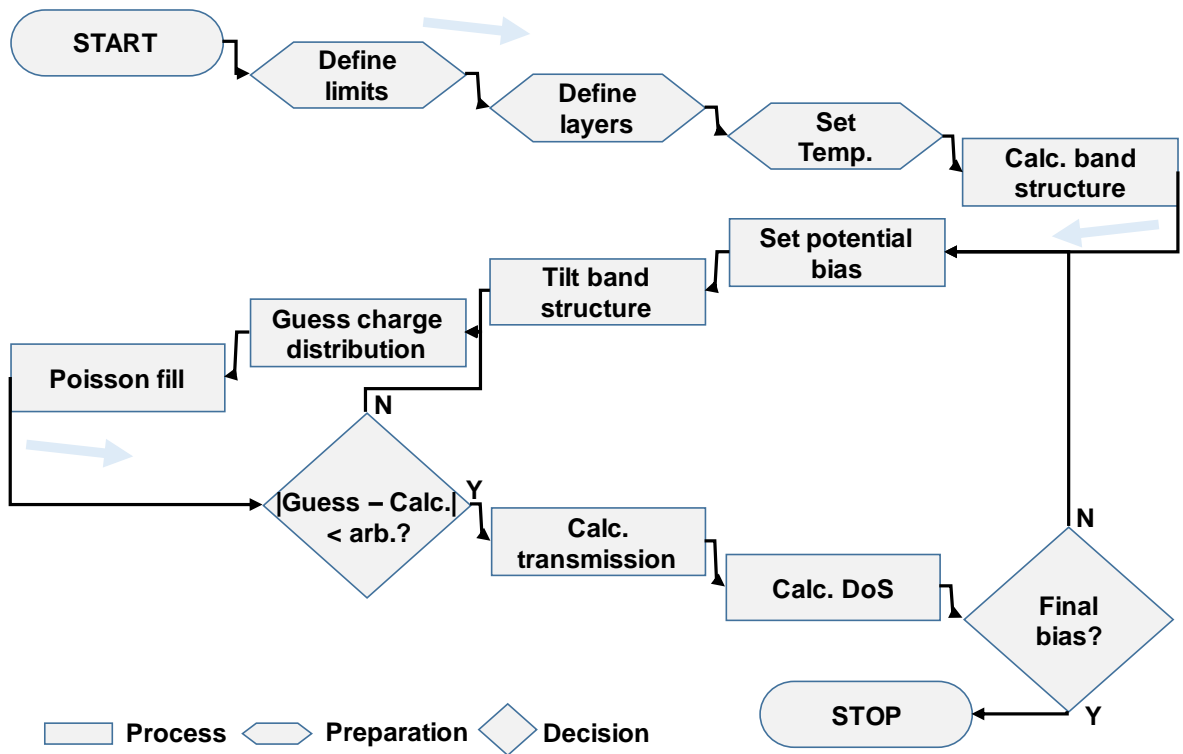 START
Define
limits
Define
layers
Set
Temp.
Calc. band
structure
Set potential
bias
Tilt band
structure
Guess charge
distribution
Poisson fill
N
|Guess – Calc.|
< arb.?
Y
Calc.
transmission
Calc. DoS
N
Final
bias?
Y
STOP
Process
Preparation
Decision